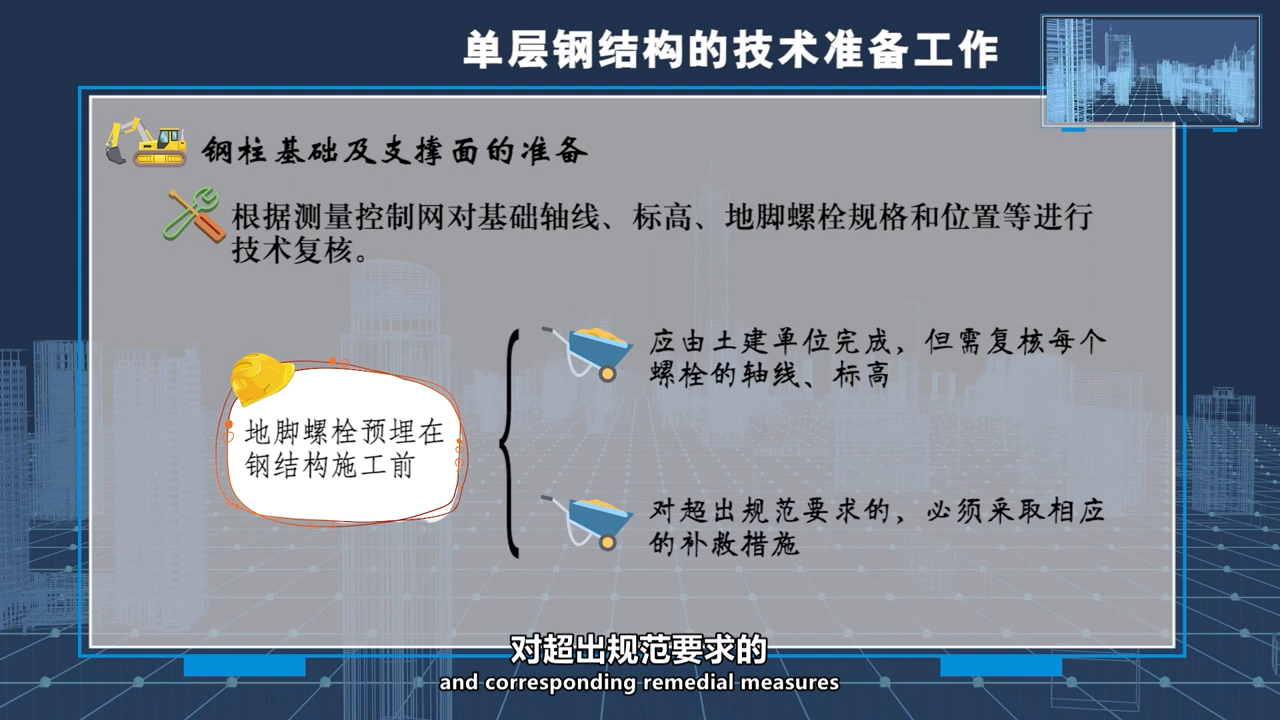 单层钢结构的技术准备工作
钢柱基础及支撑面的准备
根据测量控制网对基础轴线、标高、地脚螺栓规格和位置等进行
技术复核。
地脚螺栓预埋在
钢结构施工前
应由土建单位完成，但需复核每个
螺栓的轴线、标高
对超出规范要求的，必须采取相应
的补救措施
对超出规范要求的
and corresponding remedial measures